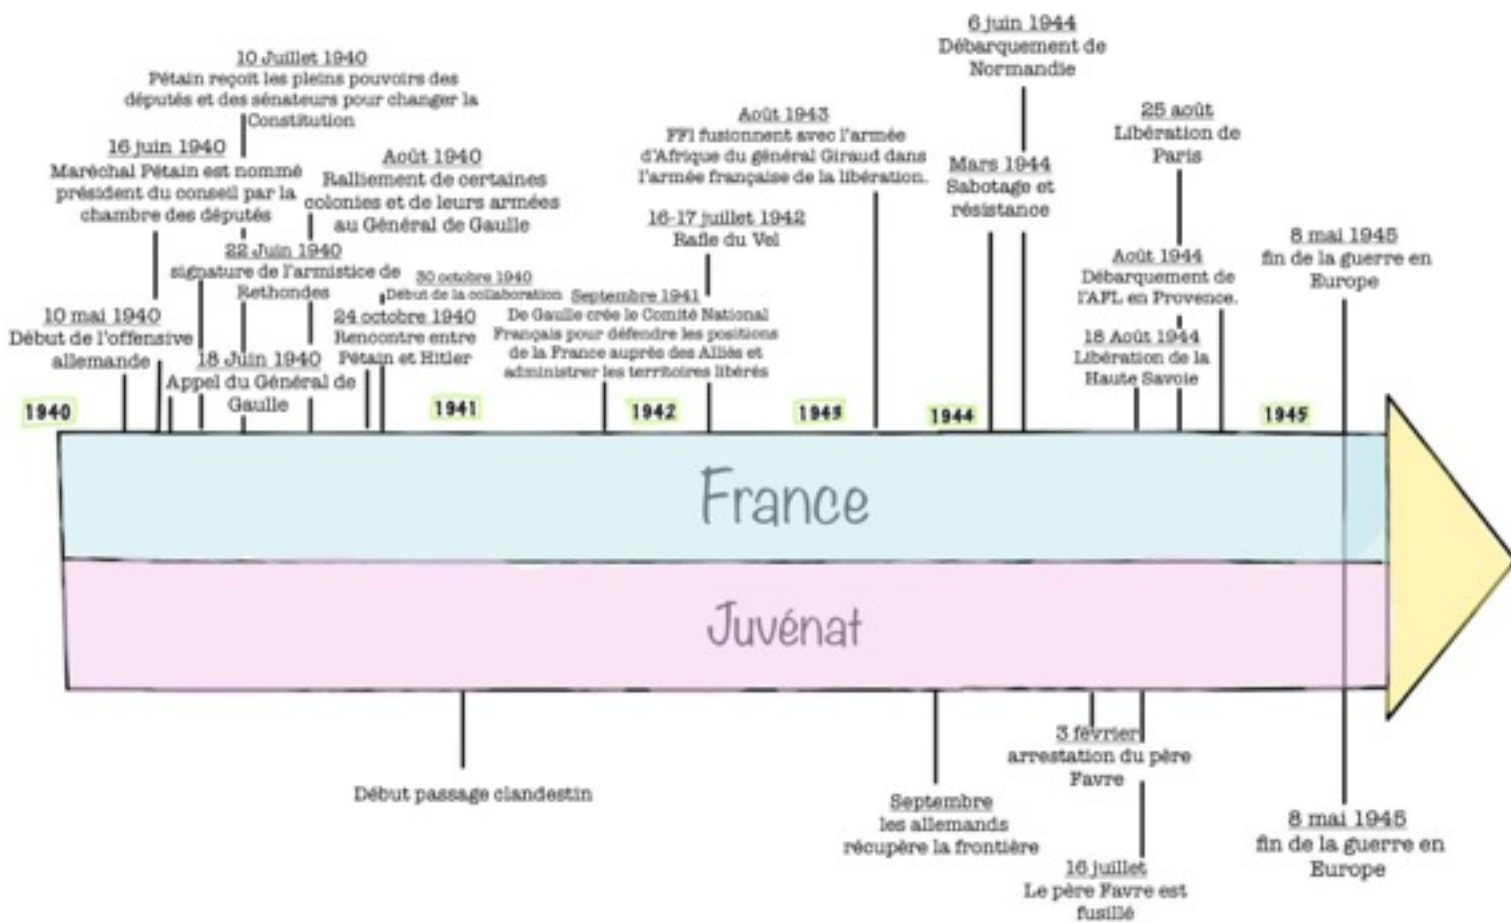 10 Juillet 1940
Pétain reçoit les pleins pouvoirs des
députés et des sénateurs pour changer la
Constitution
16 juin 1940
Maréchal Pétain est nommé
président du conseil par la
chambre des députés
Août 1940
Ralliement de certaines
colonies et de leurs armées
au Général de Gaulle
22 Juin 1940
signature de l'armistice de
Rethondes
10 mai 1940
Début de l'offensive
allemande
18 Juin 1940
Appel du Général de
Gaulle
30 octobre 1940
Début de la collaboration
24 octobre 1940
Rencontre entre
Pétain et Hitler
Septembre 1941
De Gaulle crée le Comité National
Français pour défendre les positions
de la France auprès des Alliés et
administrer les territoires libérés
16-17 juillet 1942
Rafle du Vel
Août 1943
FFI fusionnent avec l'armée
d'Afrique du général Giraud dans
l'armée française de la libération.
6 juin 1944
Débarquement de
Normandie
Mars 1944
Sabotage et
résistance
25 août
Libération de
Paris
Août 1944
Débarquement de
l'AFL en Provence.
18 Août 1944
Libération de la
Haute Savoie
8 mai 1945
fin de la guerre en
Europe
1940
1941
1942
1943
1944
1945
France
Juvénat
Début passage clandestin
Septembre
les allemands
récupère la frontière
3 février
arrestation du père
Favre
16 juillet
Le père Favre est
fusillé
8 mai 1945
fin de la guerre en
Europe